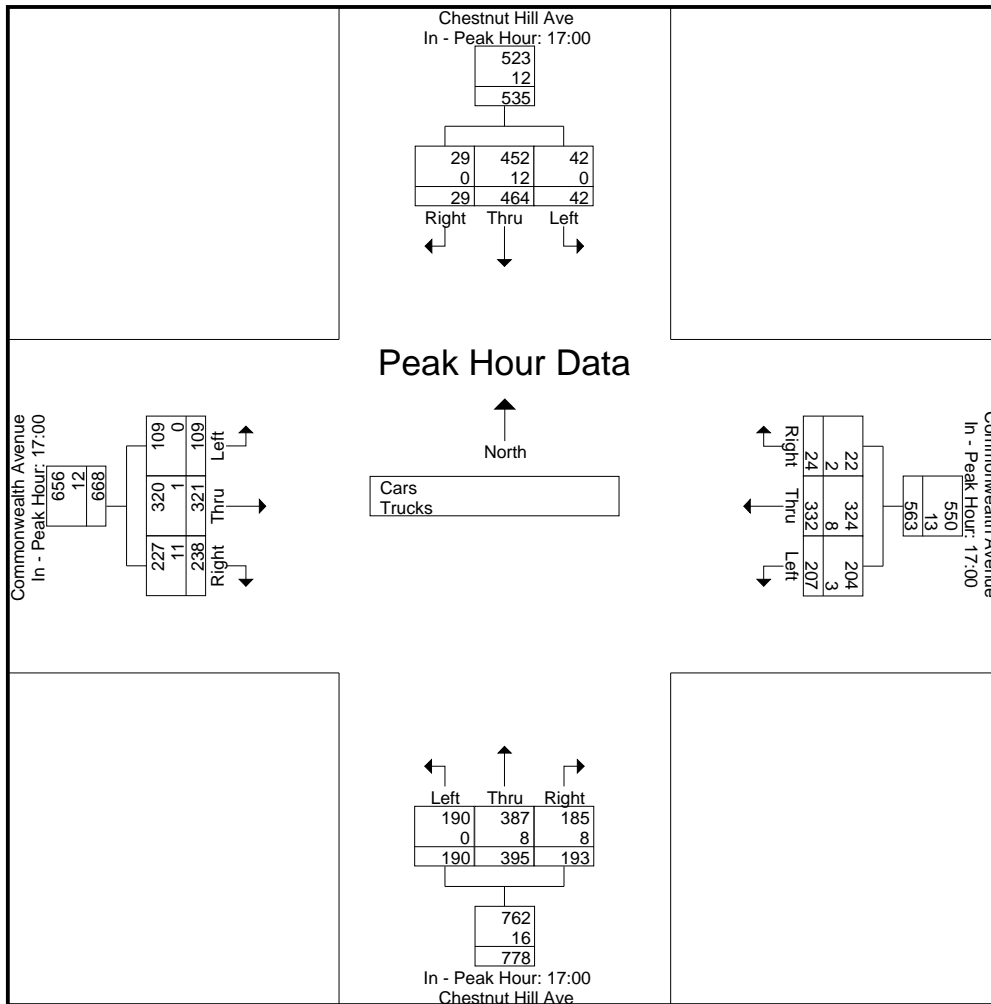 Chestnut Hill Ave
In - Peak Hour: 17:00
523
12
535
29 452 42
0 12 0
29 464 42
Right Thru Left
Peak Hour Data
North
Cars
Trucks
Commonwealth Avenue
In - Peak Hour: 17:00
656
12
668
109 320 227
0 1 11
109 321 238
Left Thru Right
Commonwealth Avenue
In - Peak Hour: 17:00
550
13
563
22 324 204
2 8 3
24 332 207
Right Thru Left
Left Thru Right
190 387 185
0 8 8
190 395 193
762
16
778
In - Peak Hour: 17:00
Chestnut Hill Ave